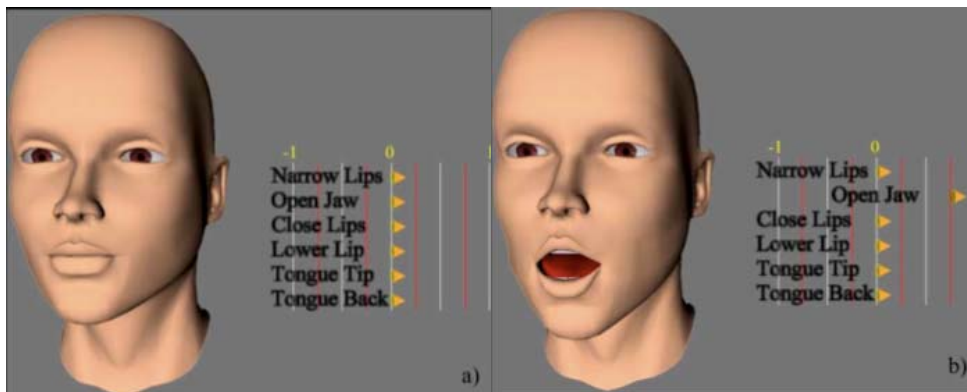 -1 0 1
Narrow Lips
Open Jaw
Close Lips
Lower Lip
Tongue Tip
Tongue Back
a)
-1 0
Narrow Lips
Open Jaw
Close Lips
Lower Lip
Tongue Tip
Tongue Back
b)